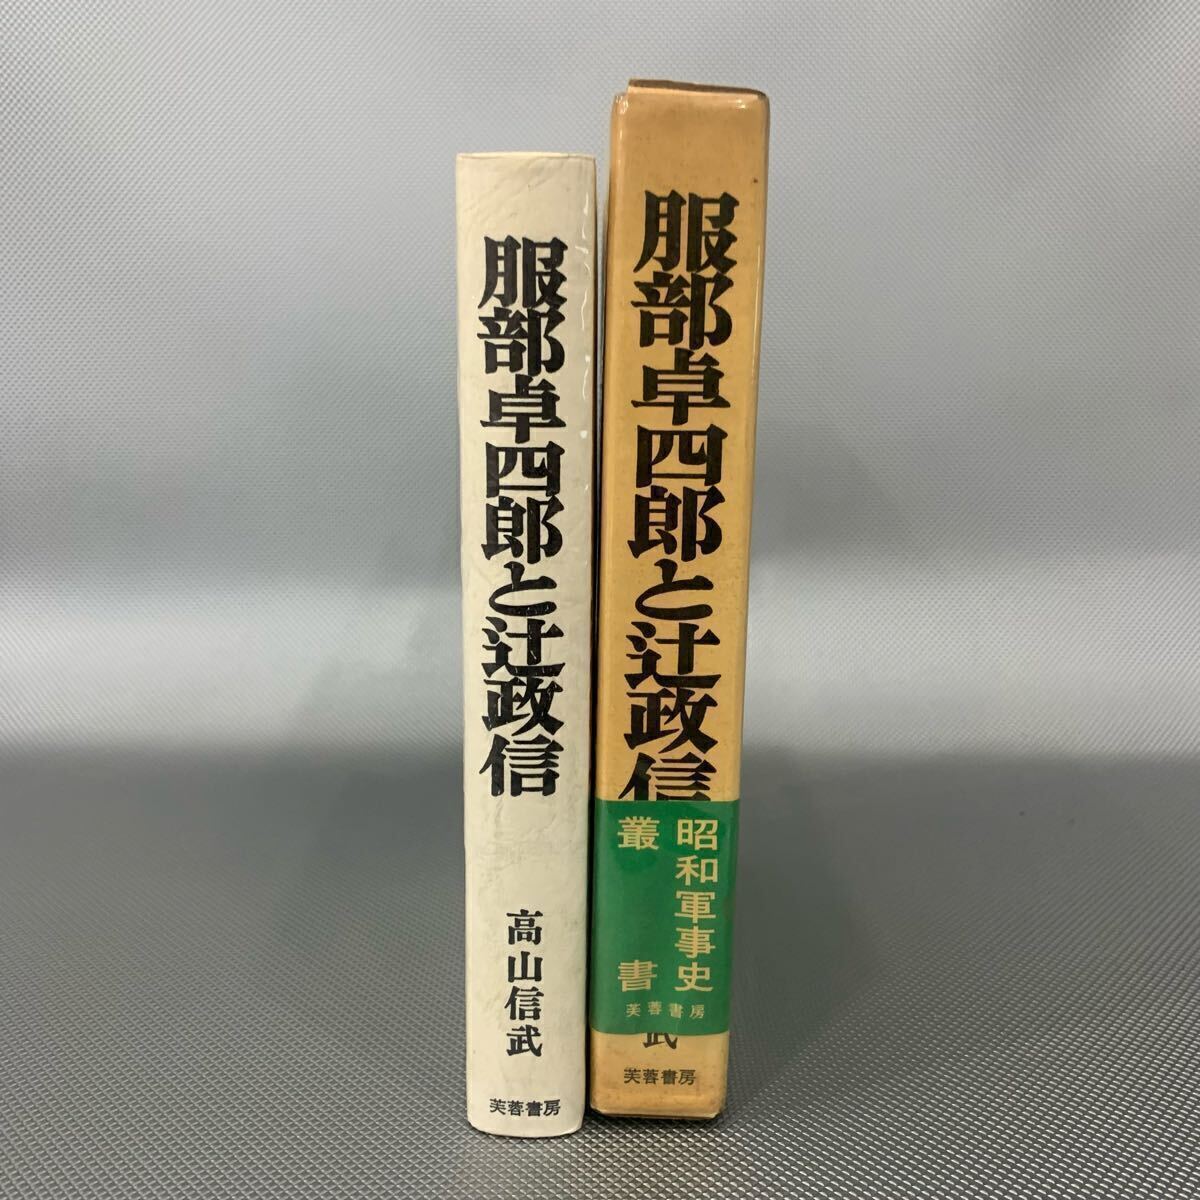 服部卓四郎と辻政信
高山信武
芙蓉書房
服部卓四郎と辻政信
昭和軍事史
叢書
芙蓉書房
武
芙蓉書房